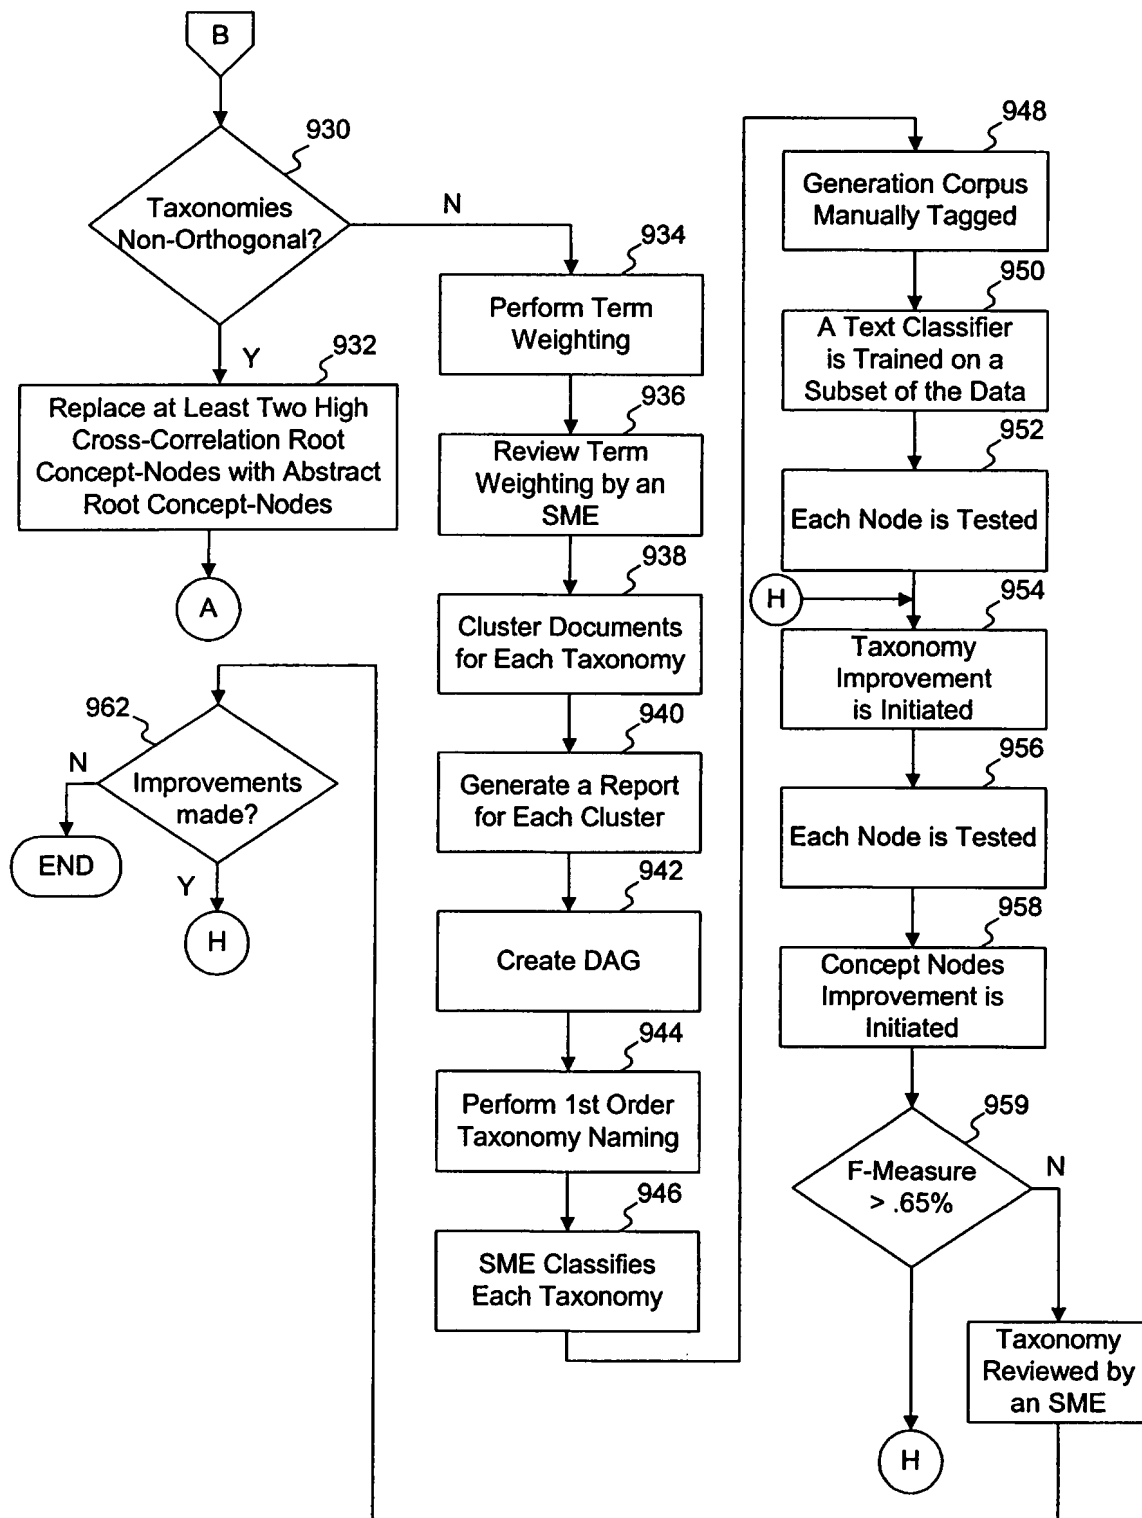 B
930
Taxonomies
Non-Orthogonal?
N
Y
932
Replace at Least Two High
Cross-Correlation Root
Concept-Nodes with Abstract
Root Concept-Nodes
A
934
Perform Term
Weighting
936
Review Term
Weighting by an
SME
938
Cluster Documents
for Each Taxonomy
940
Generate a Report
for Each Cluster
942
Create DAG
944
Perform 1st Order
Taxonomy Naming
946
SME Classifies
Each Taxonomy
948
Generation Corpus
Manually Tagged
950
A Text Classifier
is Trained on a
Subset of the Data
952
Each Node is Tested
H
954
Taxonomy
Improvement
is Initiated
956
Each Node is Tested
958
Concept Nodes
Improvement is
Initiated
959
F-Measure
> .65%
N
Taxonomy
Reviewed by
an SME
H
962
Improvements
made?
N
END
Y
H